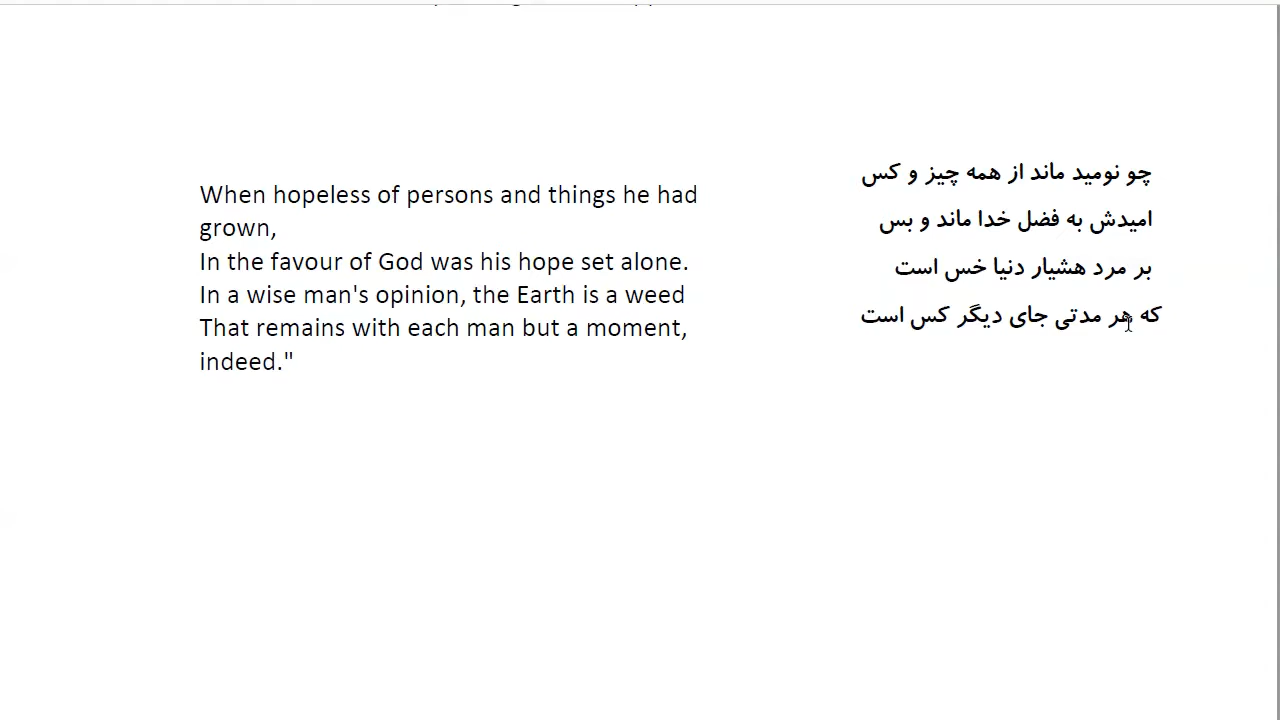 When hopeless of persons and things he had
grown,
In the favour of God was his hope set alone.
In a wise man's opinion, the Earth is a weed
That remains with each man but a moment,
indeed."
چو نومید ماند از همه چیز و کس
امیدش به فضل خدا ماند و بس
بر مرد هشیار دنیا خس است
که هر مدتی جای دیگر کس است